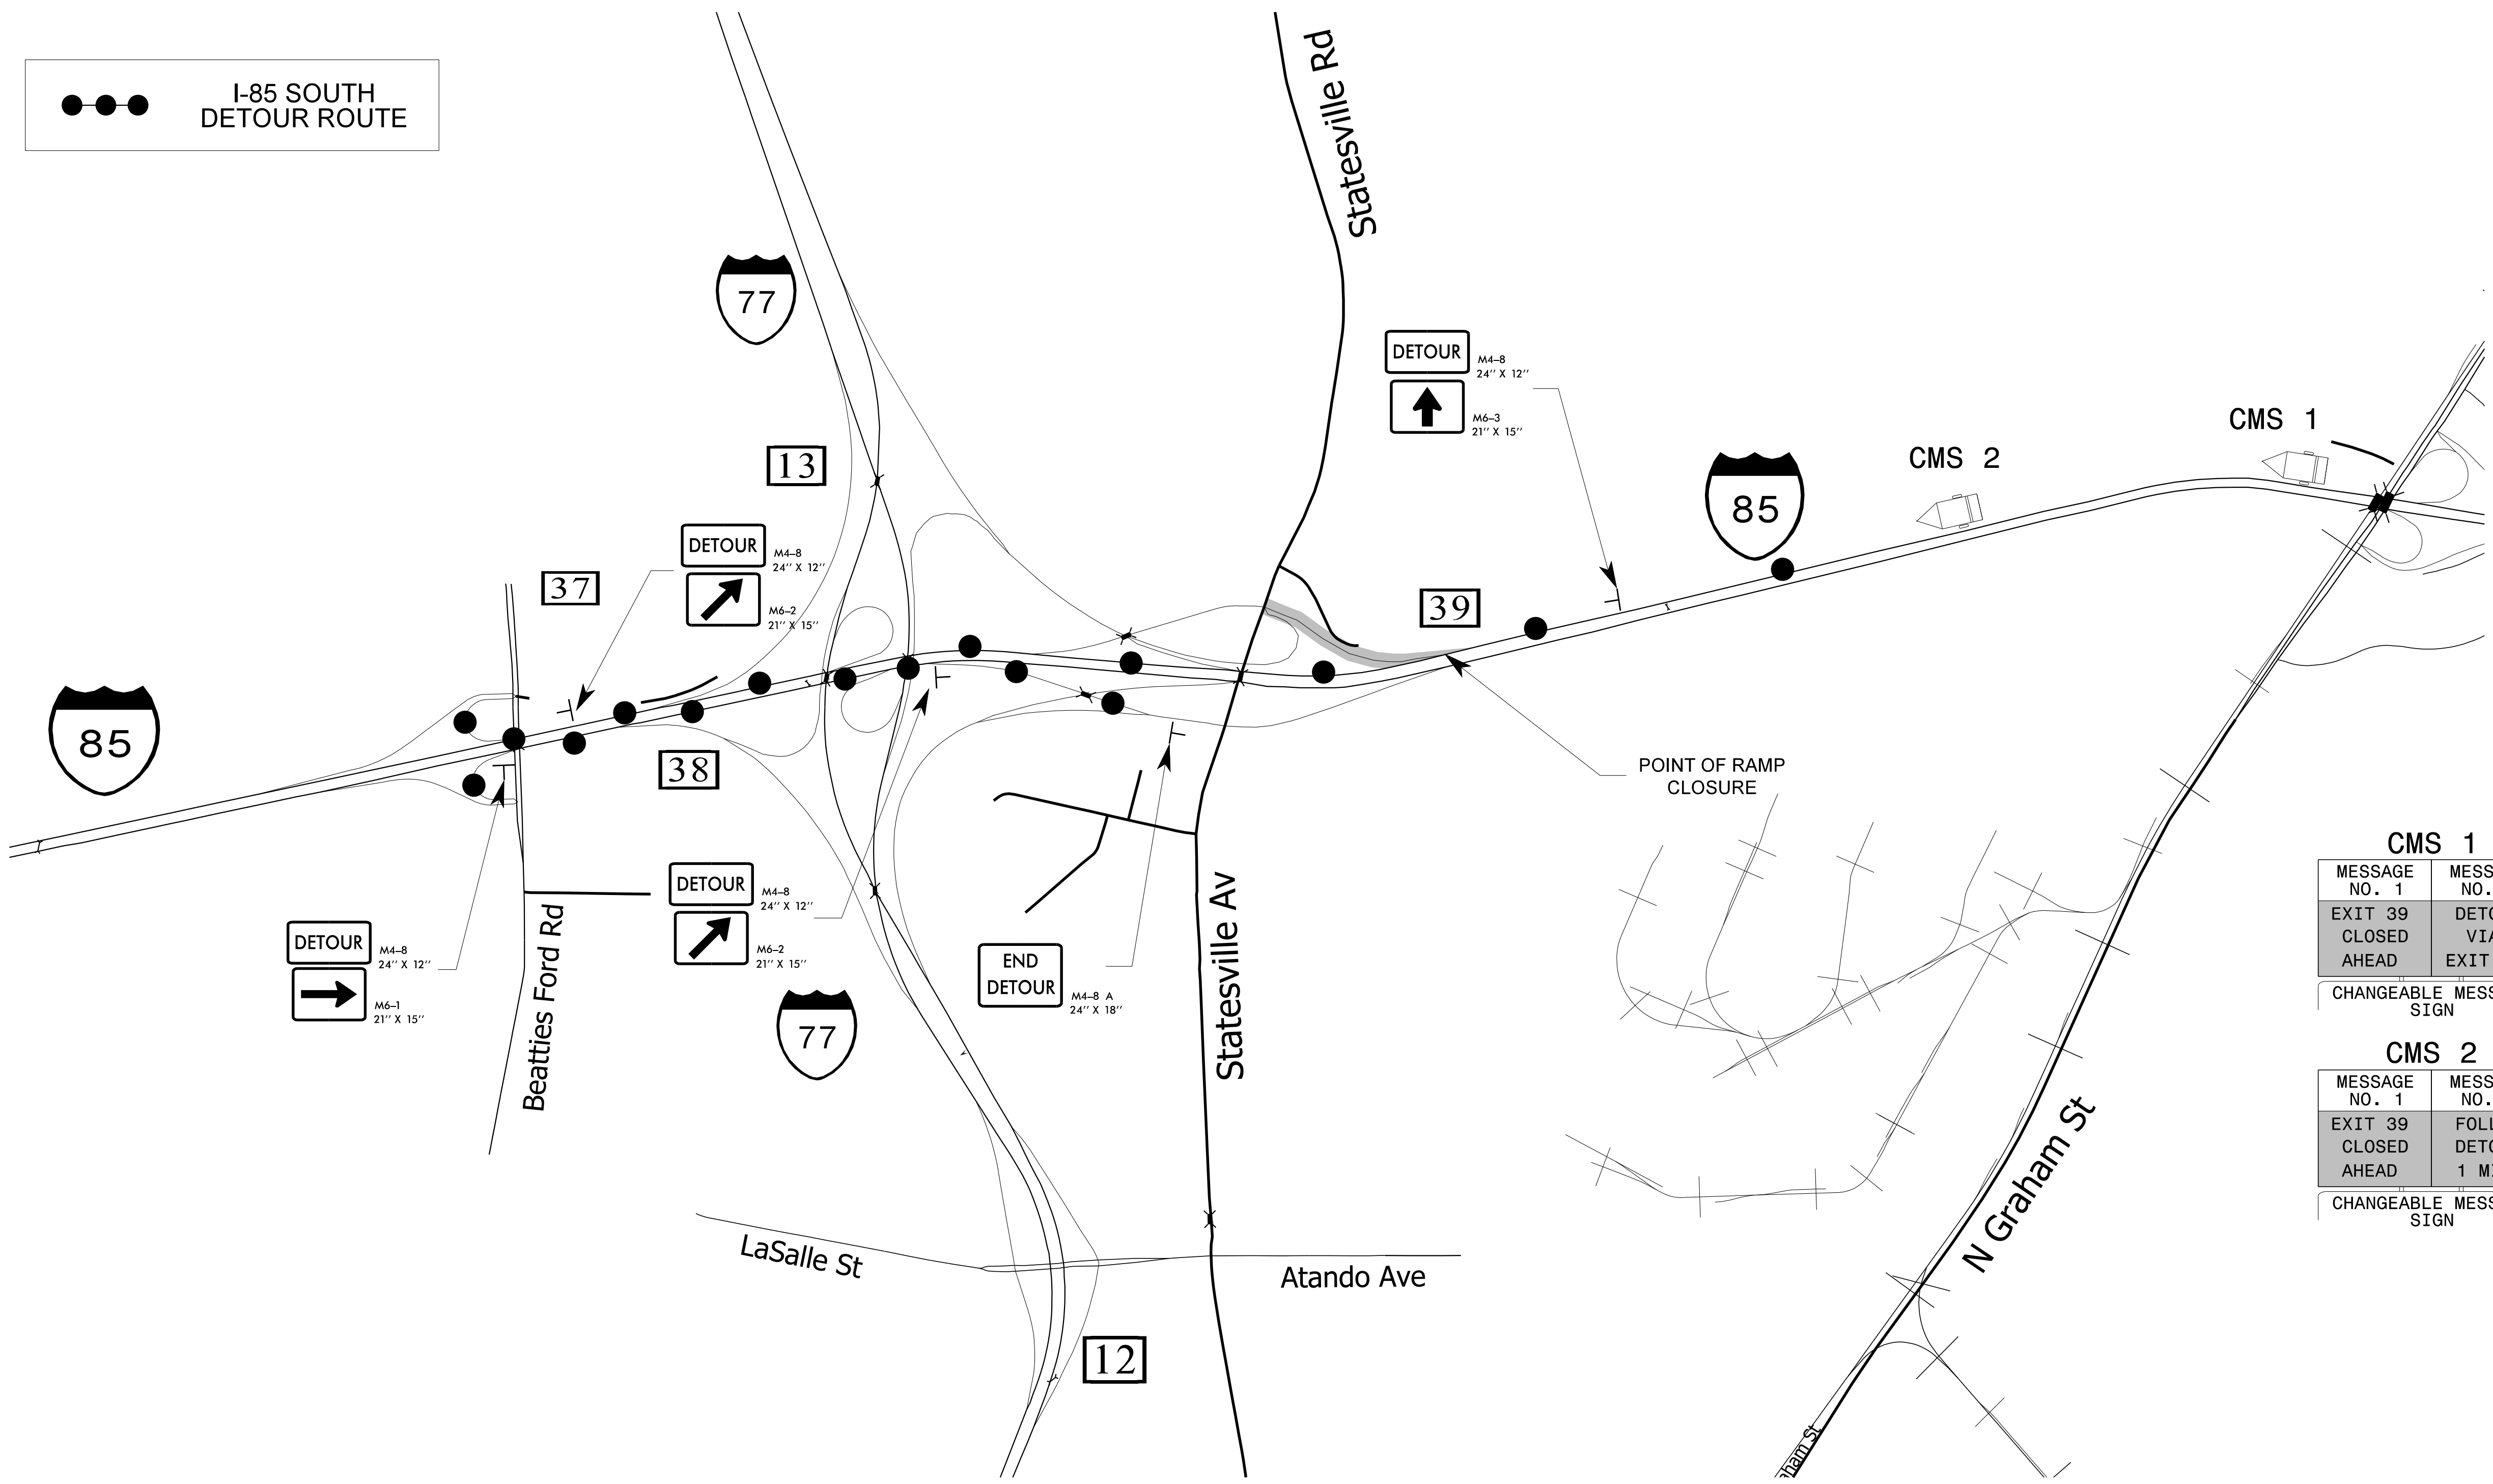 I-85 SOUTH
DETOUR ROUTE
Statesville Rd
77
DETOUR
M4-8
24'' X 12''
M6-3
21'' X 15''
CMS 1
CMS 2
85
13
DETOUR
M4-8
24'' X 12''
M6-2
21'' X 15''
37
39
85
38
POINT OF RAMP
CLOSURE
DETOUR
M4-8
24'' X 12''
M6-2
21'' X 15''
DETOUR
M4-8
24'' X 12''
M6-1
21'' X 15''
Beatties Ford Rd
END
DETOUR
M4-8 A
24'' X 18''
Statesville Av
77
N Graham St
LaSalle St
Atando Ave
12
CMS 1
MESSAGE
NO. 1
EXIT 39
CLOSED
AHEAD
EXIT
CHANGEABLE
SIGN
CMS 2
MESSAGE
NO. 1
EXIT 39
CLOSED
AHEAD
CHANGEABLE
SIGN